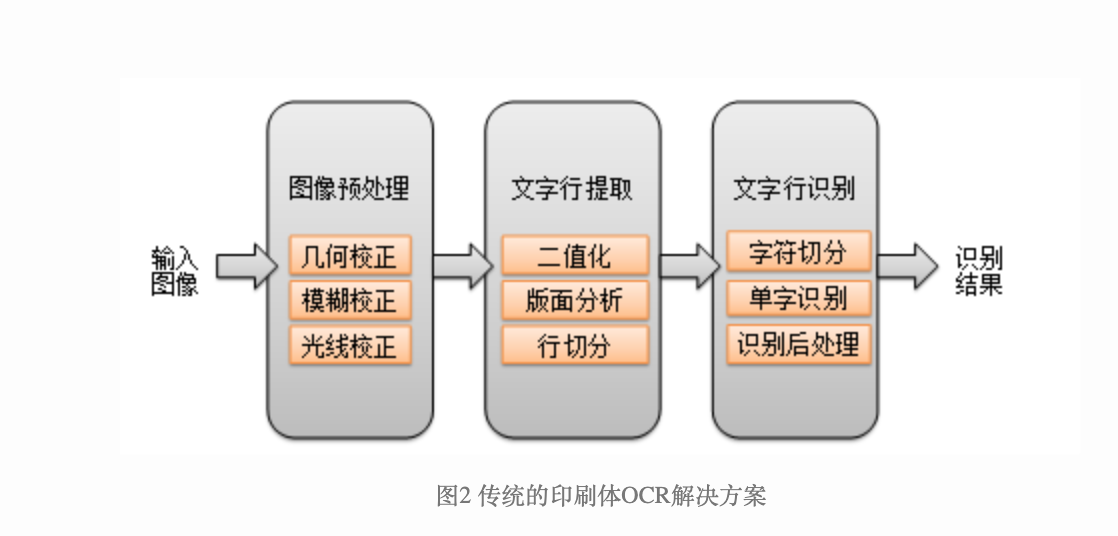 输入
图像
图像预处理
几何校正
模糊校正
光线校正
文字行提取
二值化
版面分析
行切分
文字行识别
字符切分
单字识别
识别后处理
识别
结果
图2 传统的印刷体OCR解决方案